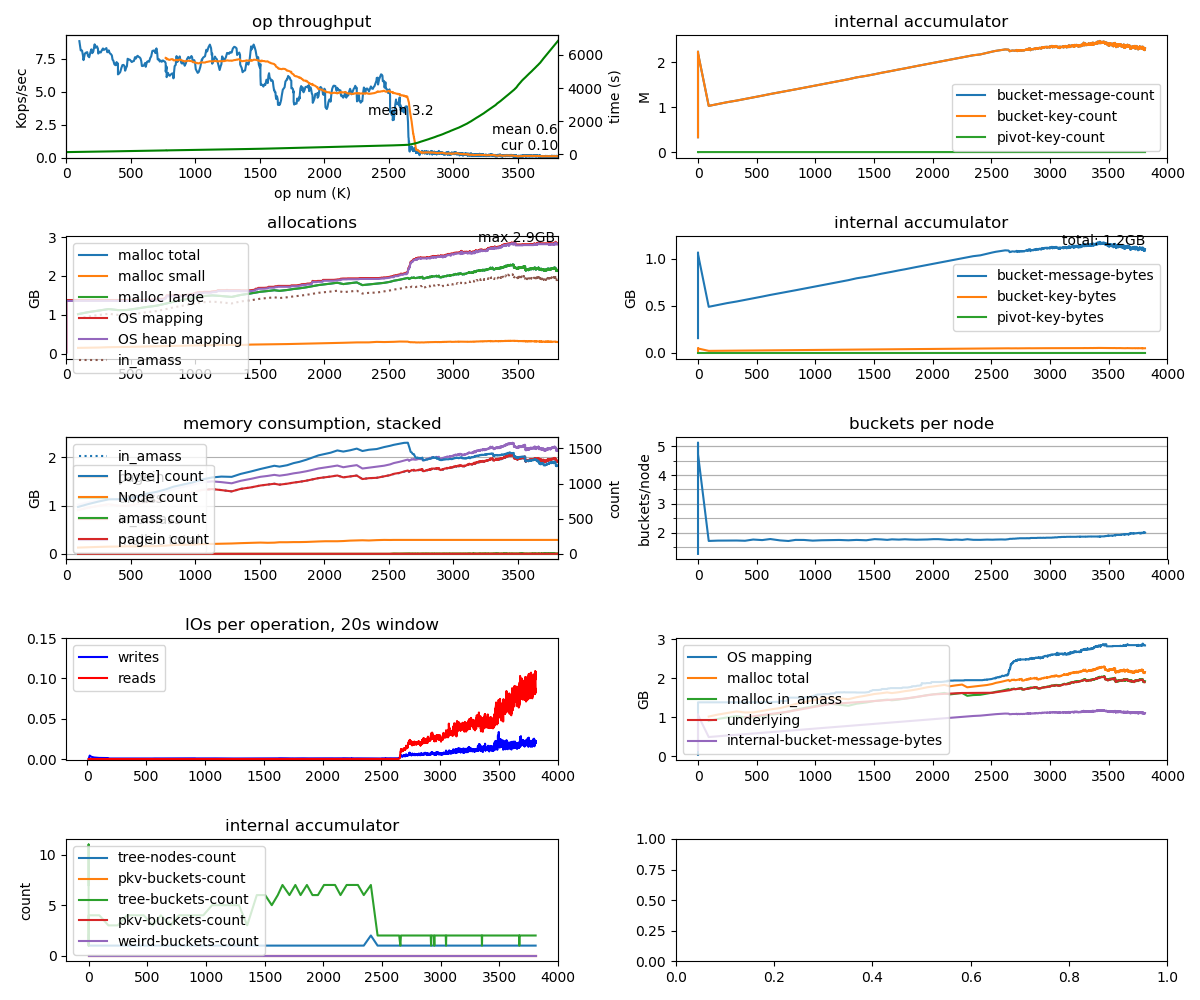 op throughput
Kops/sec
7.5
5.0
2.5
0.0
mean 3.2
mean 0.6
cur 0.10
6000
4000
2000
0
time (s)
0 500 1000 1500 2000 2500 3000 3500
op num (K)
internal accumulator
M
2
1
0
bucket-message-count
bucket-key-count
pivot-key-count
0 500 1000 1500 2000 2500 3000 3500 4000
allocations
GB
3
2
1
0
max 2.9GB
malloc total
malloc small
malloc large
OS mapping
OS heap mapping
in_amass
0 500 1000 1500 2000 2500 3000 3500
internal accumulator
GB
1.0
0.5
0.0
total: 1.2GB
bucket-message-bytes
bucket-key-bytes
pivot-key-bytes
0 500 1000 1500 2000 2500 3000 3500 4000
memory consumption, stacked
GB
2
1
0
in_amass
[byte] count
Node count
amass count
pagein count
1500
1000
500
0
count
0 500 1000 1500 2000 2500 3000 3500
buckets per node
buckets/node
5
4
3
2
0 500 1000 1500 2000 2500 3000 3500 4000
IOs per operation, 20s window
0.15
0.10
0.05
0.00
writes
reads
0 500 1000 1500 2000 2500 3000 3500 4000
GB
3
2
1
0
OS mapping
malloc total
malloc in_amass
underlying
internal-bucket-message-bytes
0 500 1000 1500 2000 2500 3000 3500 4000
internal accumulator
count
10
5
0
tree-nodes-count
pkv-buckets-count
tree-buckets-count
pkv-buckets-count
weird-buckets-count
0 500 1000 1500 2000 2500 3000 3500 4000
1.00
0.75
0.50
0.25
0.00
0.0 0.2 0.4 0.6 0.8 1.0